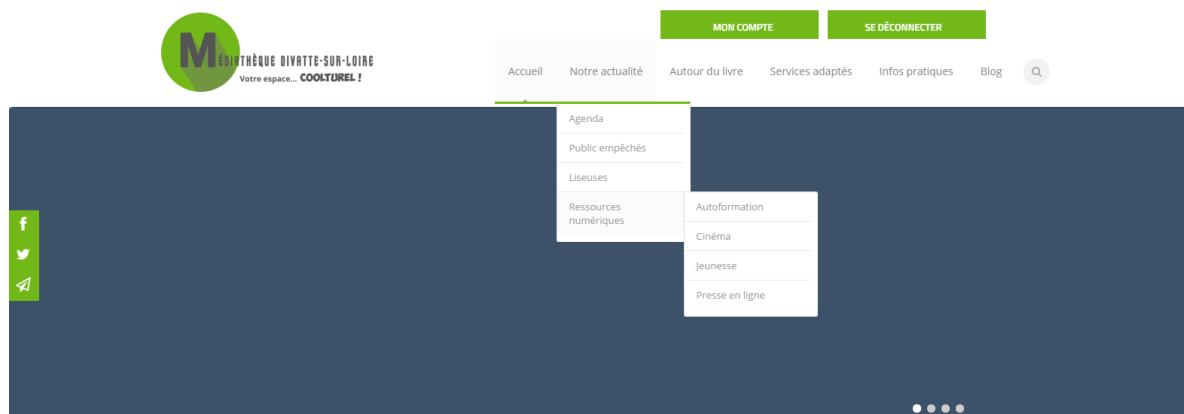 MON COMPTE
SE DÉCONNECTER
MÉDIATHÈQUE DIVATTE-SUR-LOIRE
Votre espace... COOLTUREL !
Accueil
Notre actualité
Autour du livre
Services adaptés
Infos pratiques
Blog
Agenda
Public empêchés
Liseuses
Ressources
numériques
Autoformation
Cinéma
Jeunesse
Presse en ligne